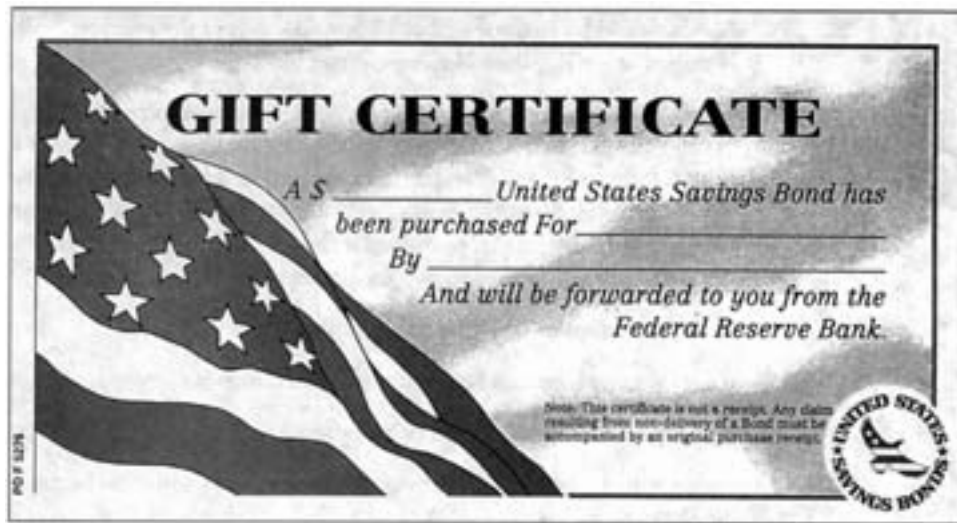 GIFT CERTIFICATE
A $ United States Savings Bond has
been purchased For
By
And will be forwarded to you from the
Federal Reserve Bank.
Note: This certificate is not a receipt. Any claim
resulting from non-delivery of a Bond must be
accompanied by an original purchase receipt.
UNITED STATES
SAVINGS BONDS
PD F 5276